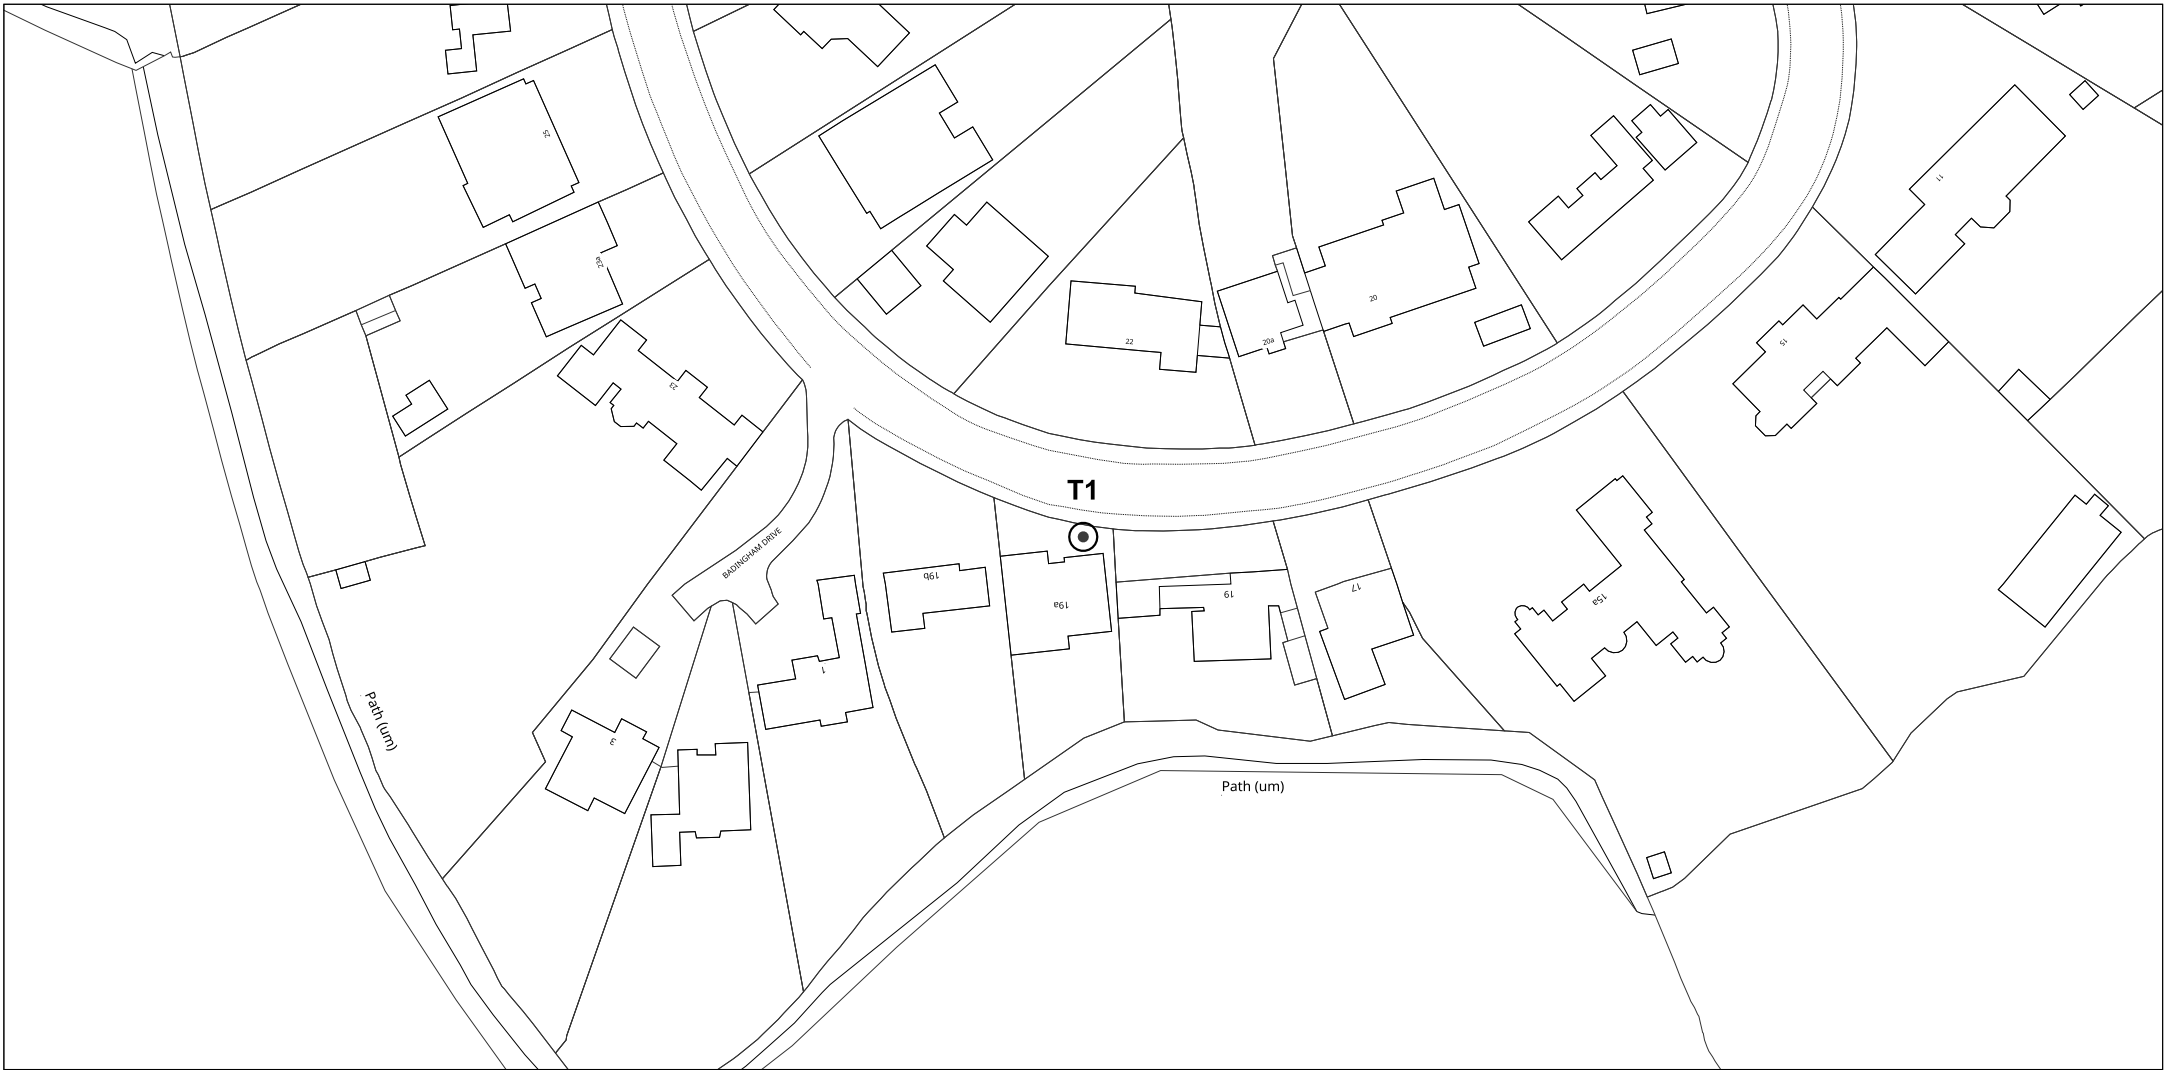 25
11
23a
20
22
20a
15
23
T1
BADINGHAM DRIVE
19b
17
19
15a
19a
1
Path (um)
3
Path (um)